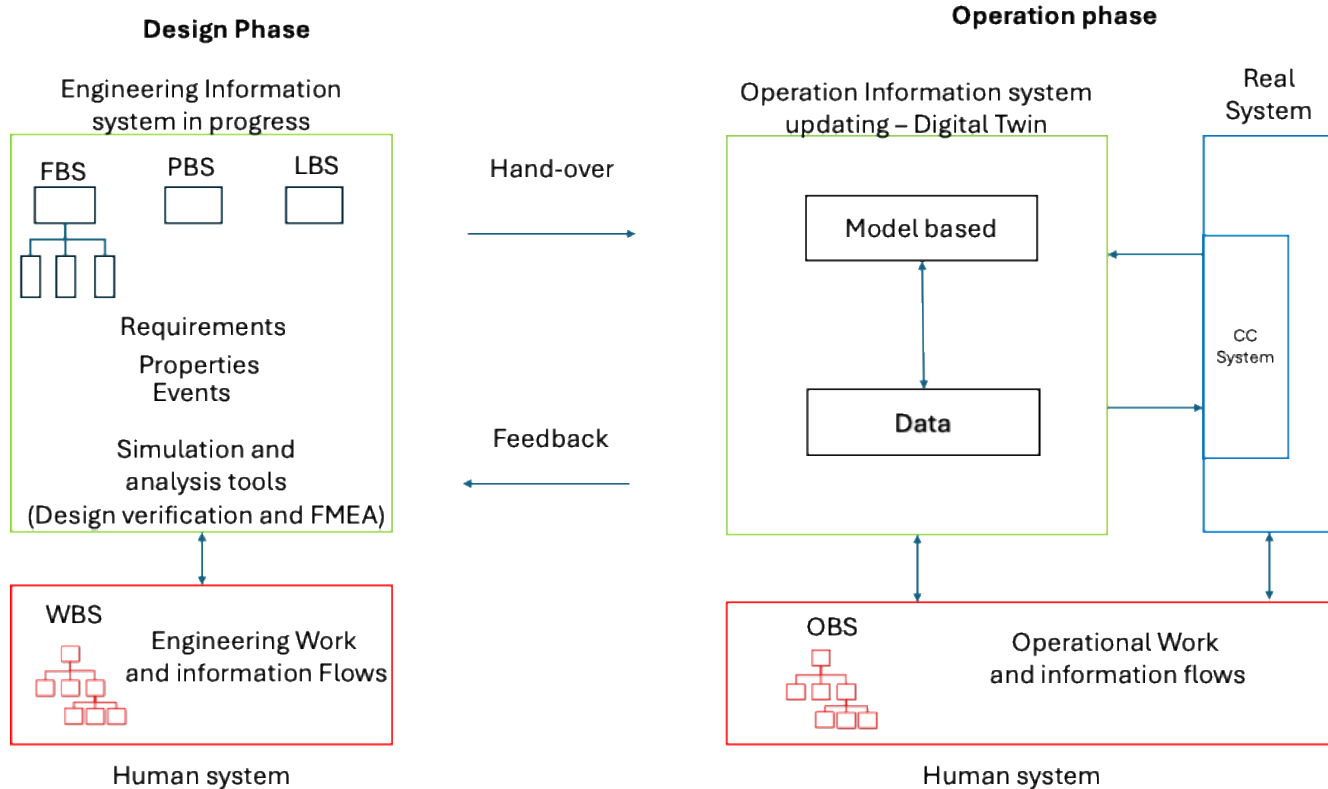 Design Phase
Operation phase
Engineering Information
system in progress
Operation Information system
updating – Digital Twin
Real
System
FBS
PBS
LBS
Hand-over
Model based
Requirements
Properties
Events
CC
System
Data
Feedback
Simulation and
analysis tools
(Design verification and FMEA)
WBS
Engineering Work
and information Flows
OBS
Operational Work
and information flows
Human system
Human system